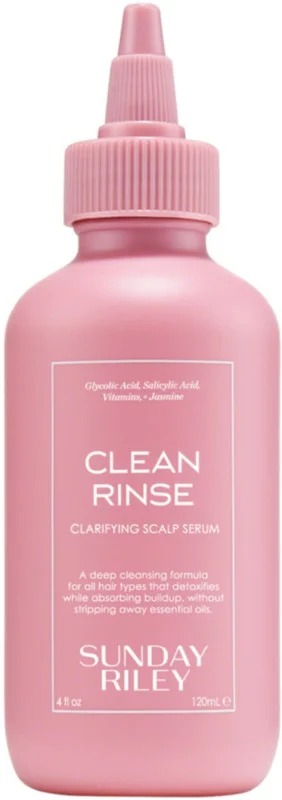 Glycolic Acid, Salicylic Acid,
Vitamins, + Jasmine
CLEAN
RINSE
CLARIFYING SCALP SERUM
A deep cleansing formula
for all hair types that detoxifies
while absorbing buildup, without
stripping away essential oils.
SUNDAY
RILEY
4 fl oz 120mL ℮